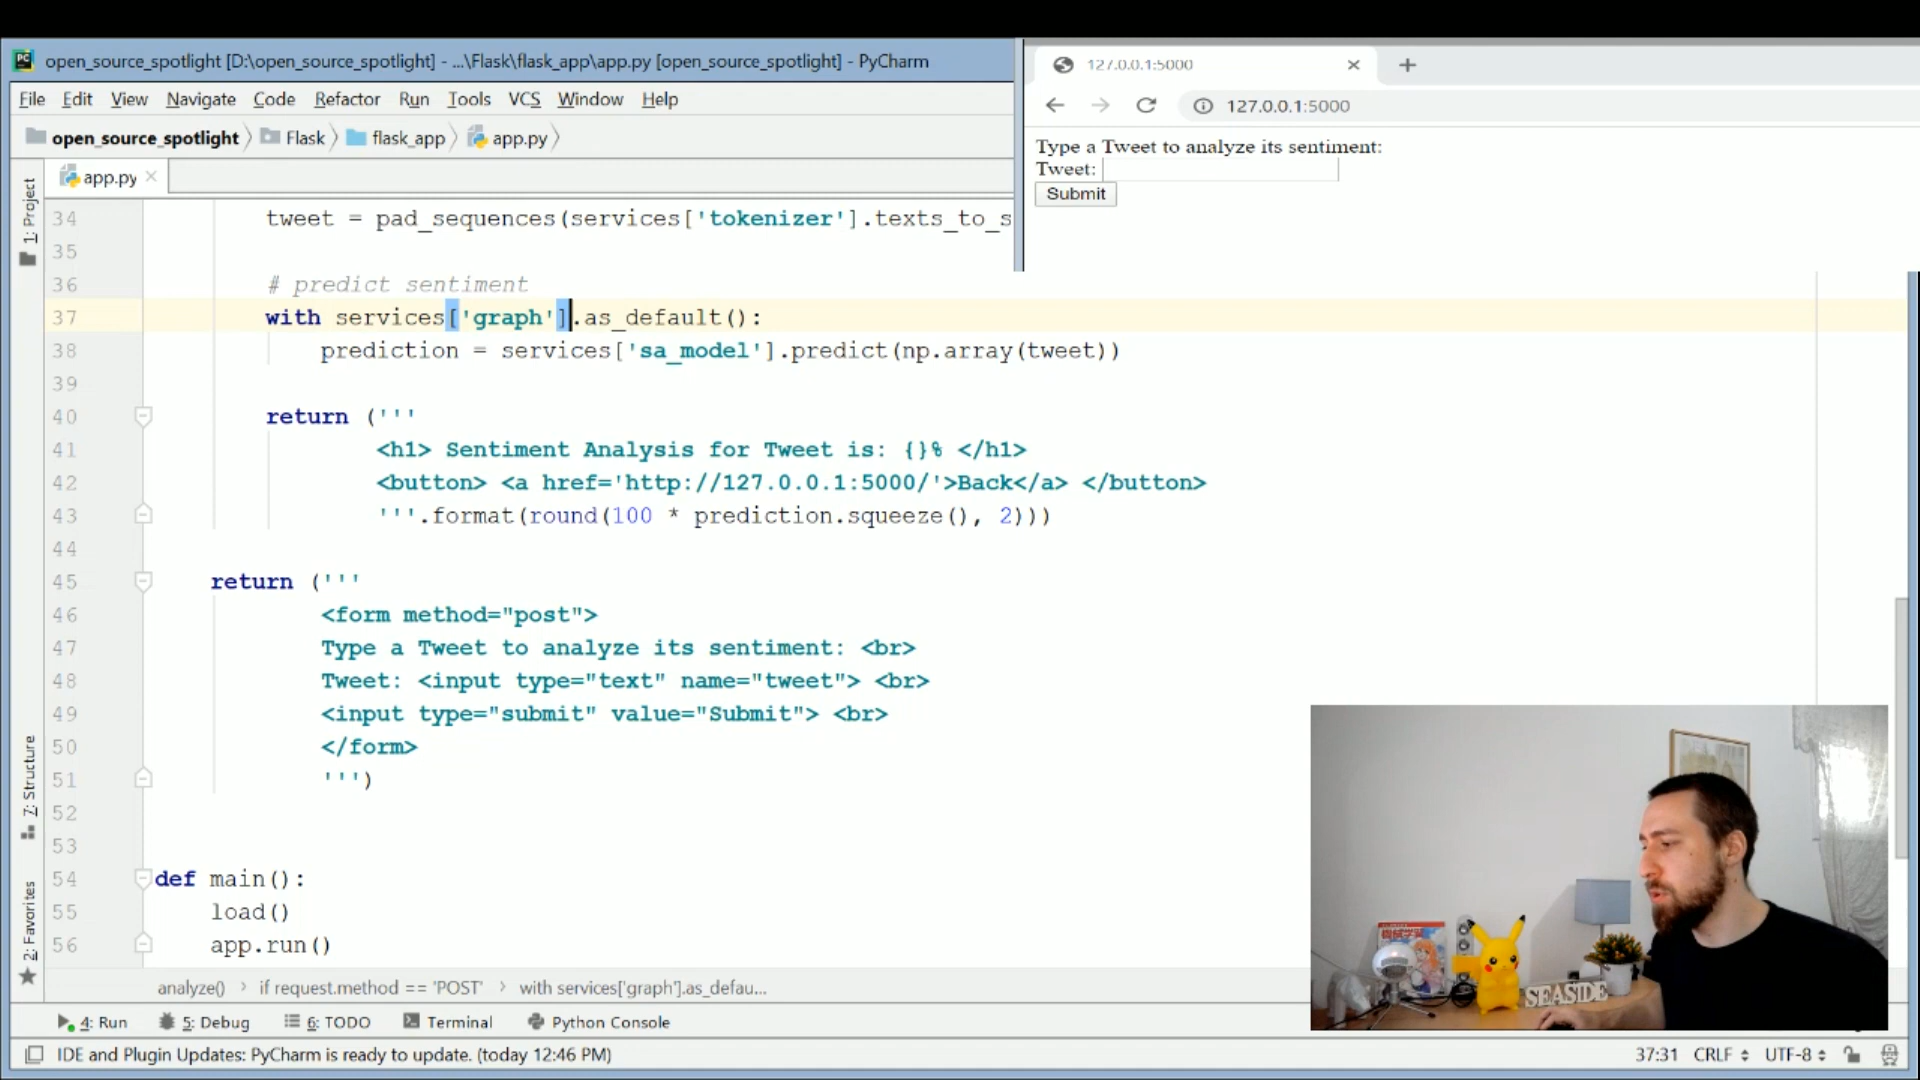 open_source_spotlight [D:\open_source_spotlight] - ...\Flask\flask_app\app.py [open_source_spotlight] - PyCharm
File Edit View Navigate Code Refactor Run Tools VCS Window Help
open_source_spotlight Flask flask_app app.py
app.py
127.0.0.1:5000
127.0.0.1:5000
Type a Tweet to analyze its sentiment:
Tweet:
Submit
1: Project
7: Structure
2: Favorites
34 tweet = pad_sequences(services['tokenizer'].texts_to_s
35
36 # predict sentiment
37 with services['graph'].as_default():
38 prediction = services['sa_model'].predict(np.array(tweet))
39
40 return ('''
41 <h1> Sentiment Analysis for Tweet is: {}% </h1>
42 <button> <a href='http://127.0.0.1:5000/'>Back</a> </button>
43 '''.format(round(100 * prediction.squeeze(), 2)))
44
45 return ('''
46 <form method="post">
47 Type a Tweet to analyze its sentiment: <br>
48 Tweet: <input type="text" name="tweet"> <br>
49 <input type="submit" value="Submit"> <br>
50 </form>
51 ''')
52
53
54 def main():
55 load()
56 app.run()
analyze() if request.method == 'POST' with services['graph'].as_defau...
4: Run 5: Debug 6: TODO Terminal Python Console
IDE and Plugin Updates: PyCharm is ready to update. (today 12:46 PM)
37:31 CRLF UTF-8
SEASIDE